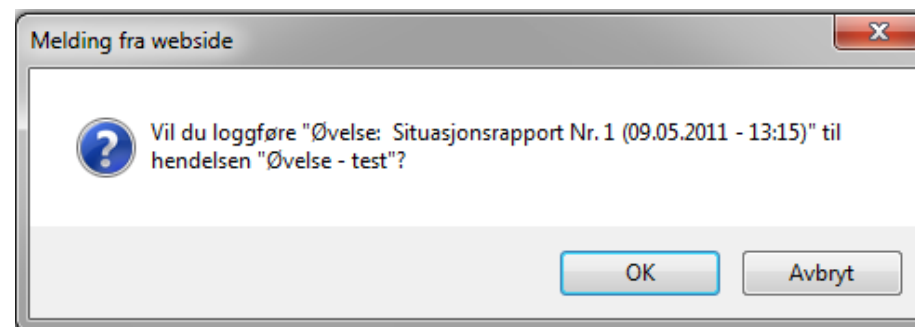 Melding fra webside
Vil du loggføre "Øvelse:  Situasjonsrapport Nr. 1 (09.05.2011 - 13:15)" til
hendelsen "Øvelse - test"?
OK
Avbryt